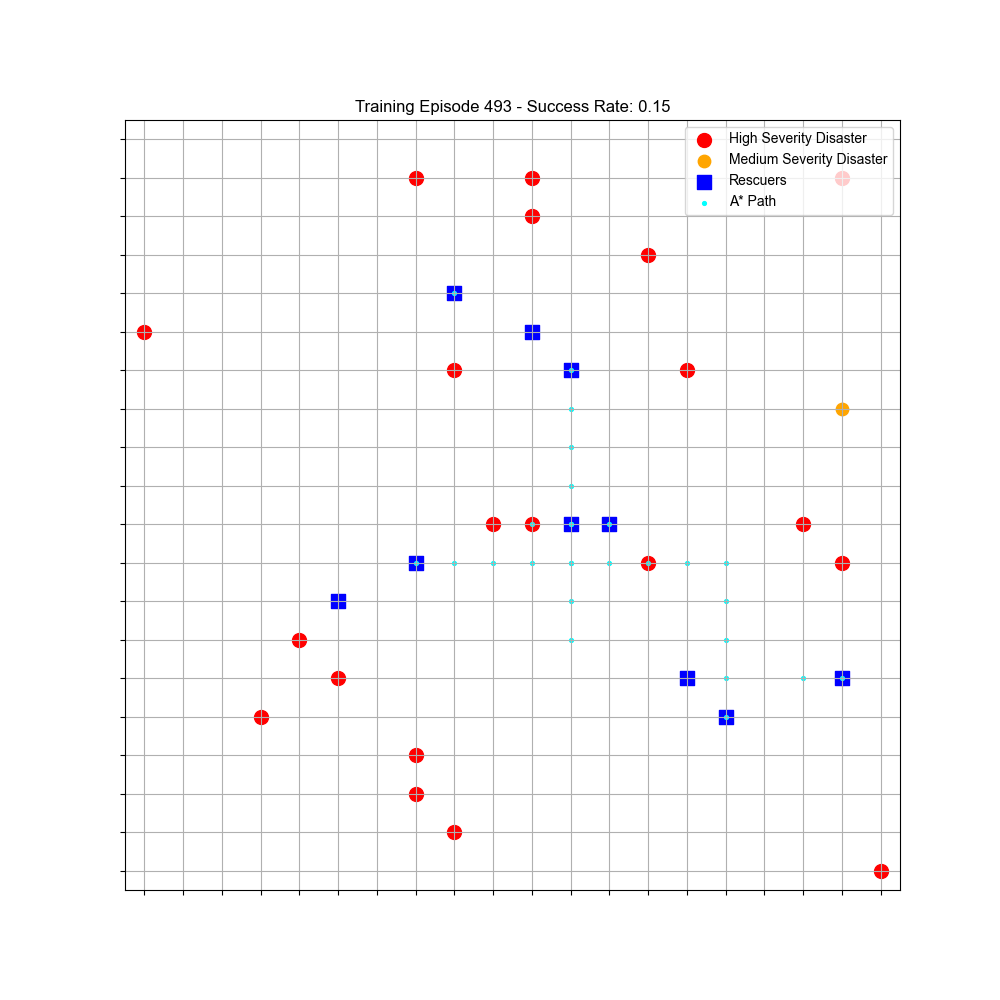 Training Episode 493 - Success Rate: 0.15
High Severity Disaster
Medium Severity Disaster
Rescuers
A* Path